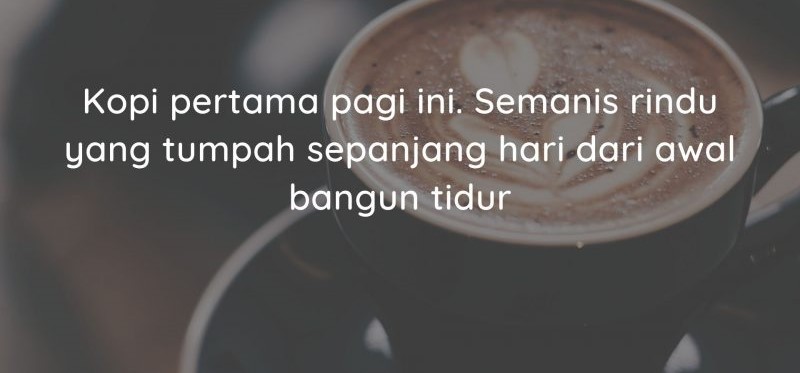 Kopi pertama pagi ini. Semanis rindu
yang tumpah sepanjang hari dari awal
bangun tidur